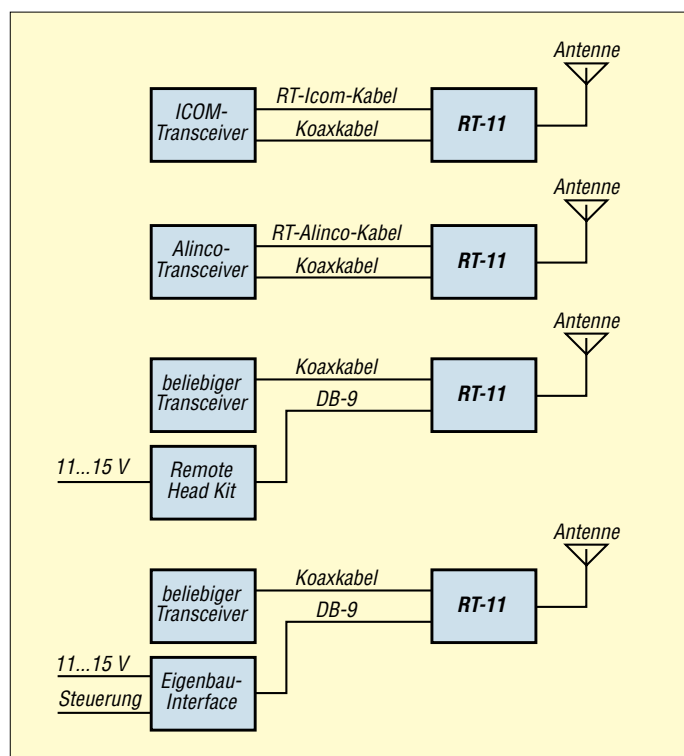 Antenne
ICOM-
Transceiver
RT-Icom-Kabel
Koaxkabel
RT-11
Antenne
Alinco-
Transceiver
RT-Alinco-Kabel
Koaxkabel
RT-11
Antenne
beliebiger
Transceiver
Koaxkabel
DB-9
RT-11
11...15 V
Remote
Head Kit
Antenne
beliebiger
Transceiver
Koaxkabel
DB-9
RT-11
11...15 V
Steuerung
Eigenbau-
Interface